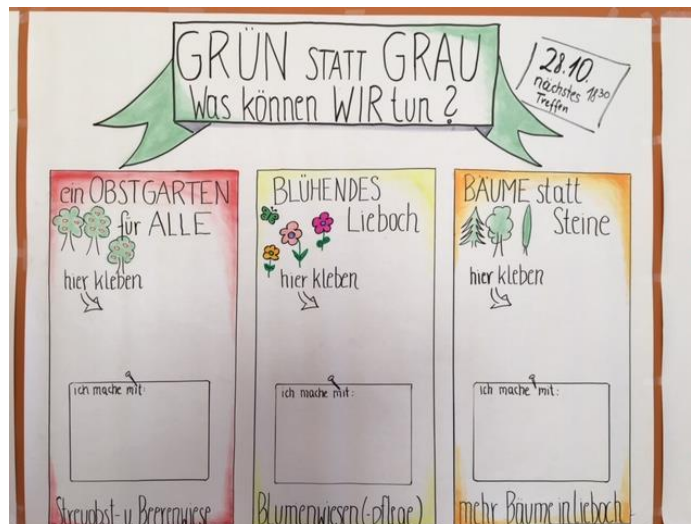 GRÜN STATT GRAU
Was können WIR tun?
28.10.
nächstes 18³⁰
Treffen
ein OBSTGARTEN
für ALLE
hier kleben
ich mache mit:
Streuobst- u Beerenwiese
BLÜHENDES
Lieboch
hier kleben
ich mache mit:
Blumenwiesen(-pflege)
BÄUME statt
Steine
hier kleben
ich mache mit:
mehr Bäume in Lieboch -